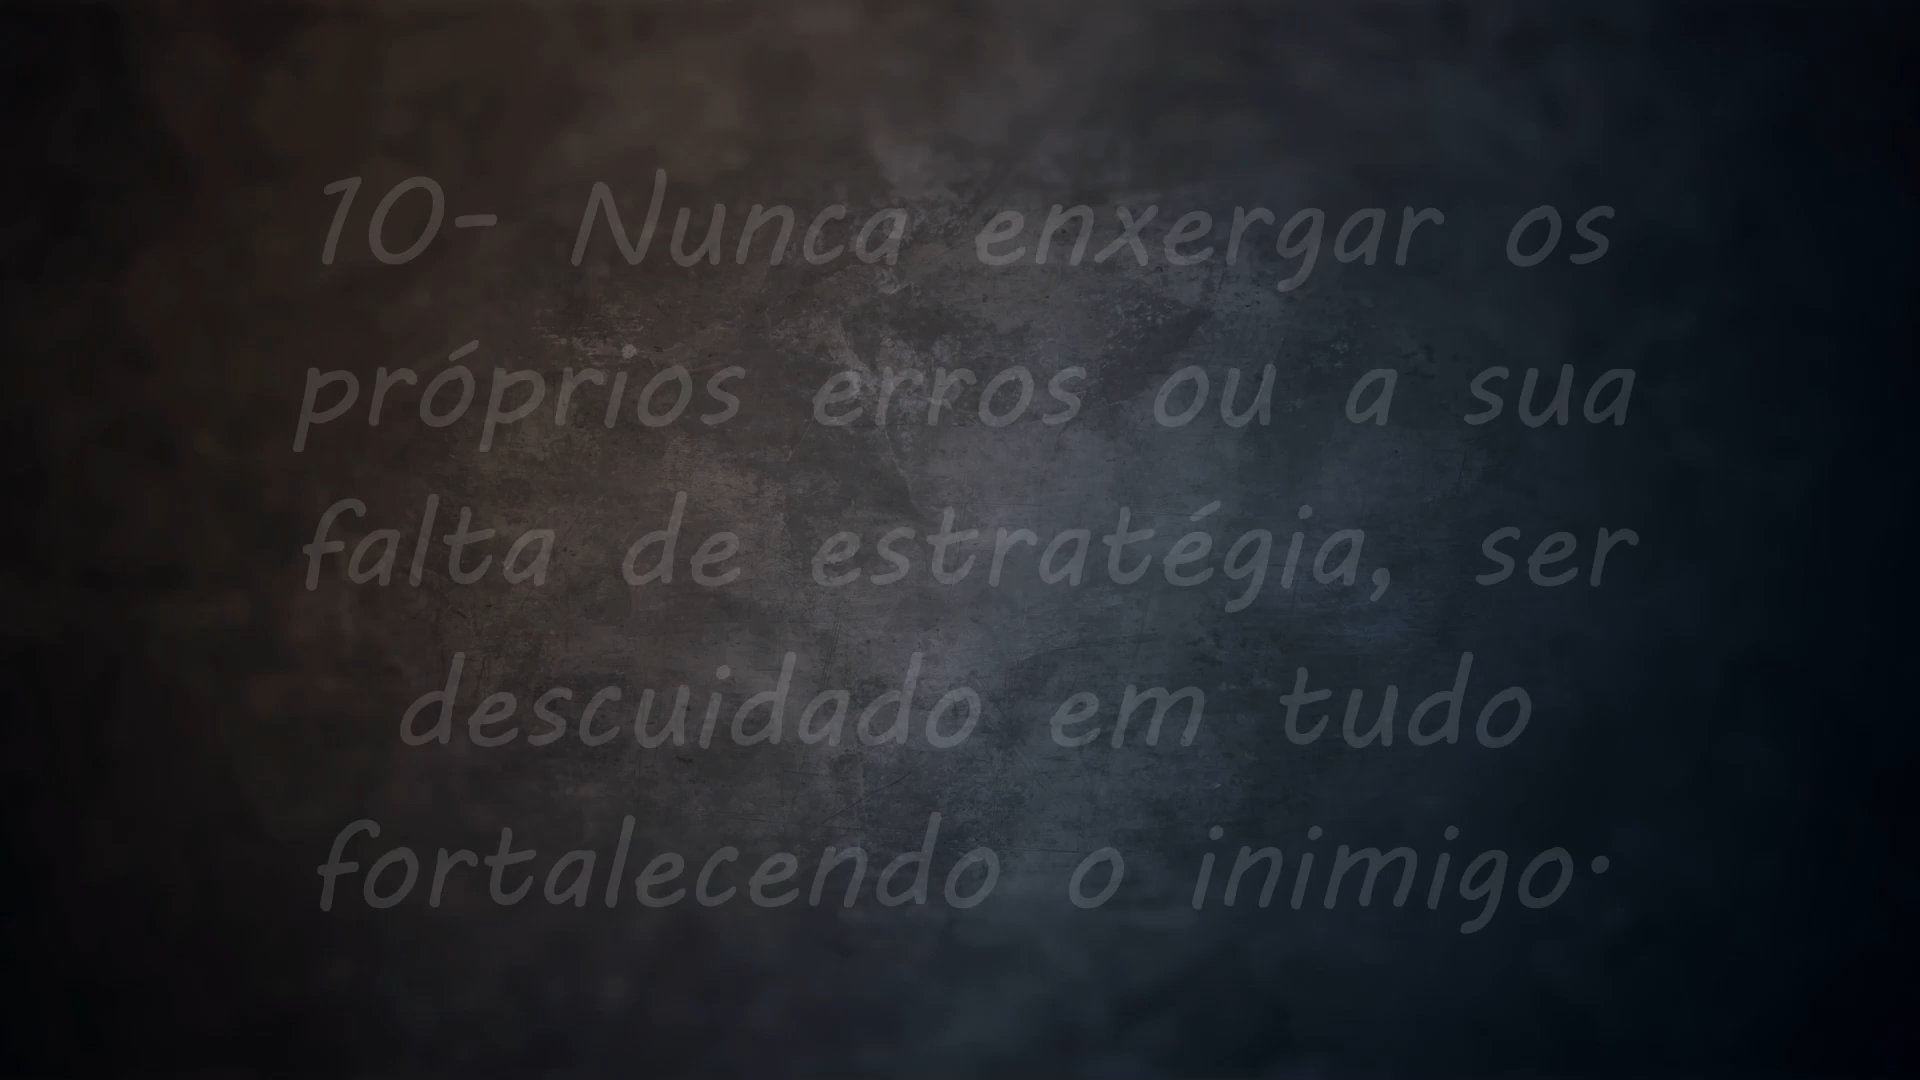 10- Nunca enxergar os
próprios erros ou a sua
falta de estratégia, ser
descuidado em tudo
fortalecendo o inimigo.